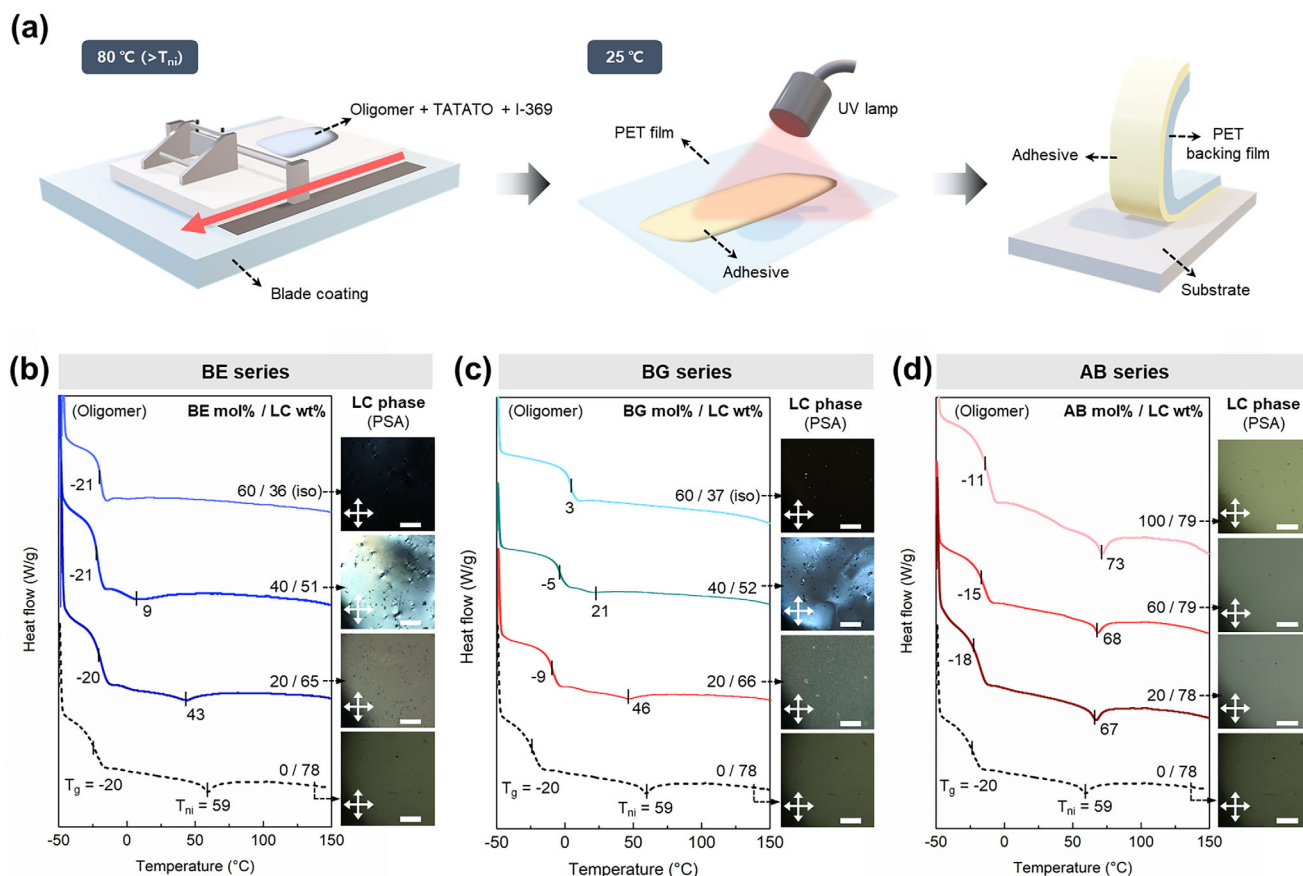 (a)
80 ℃ (>Tni)
25 ℃
Oligomer + TATATO + I-369
Blade coating
UV lamp
PET film
Adhesive
Adhesive
PET
backing film
Substrate
(b)
BE series
(Oligomer)
BE mol% / LC wt%
LC phase
(PSA)
60 / 36 (iso)
-21
40 / 51
-21
9
20 / 65
-20
43
0 / 78
Tg = -20
Tni = 59
Heat flow (W/g)
-50
0
50
100
150
Temperature (°C)
(c)
BG series
(Oligomer)
BG mol% / LC wt%
LC phase
(PSA)
60 / 37 (iso)
3
40 / 52
-5
21
20 / 66
-9
46
0 / 78
Tg = -20
Tni = 59
Heat flow (W/g)
-50
0
50
100
150
Temperature (°C)
(d)
AB series
(Oligomer)
AB mol% / LC wt%
LC phase
(PSA)
-11
100 / 79
73
-15
60 / 79
68
-18
20 / 78
67
0 / 78
Tg = -20
Tni = 59
Heat flow (W/g)
-50
0
50
100
150
Temperature (°C)